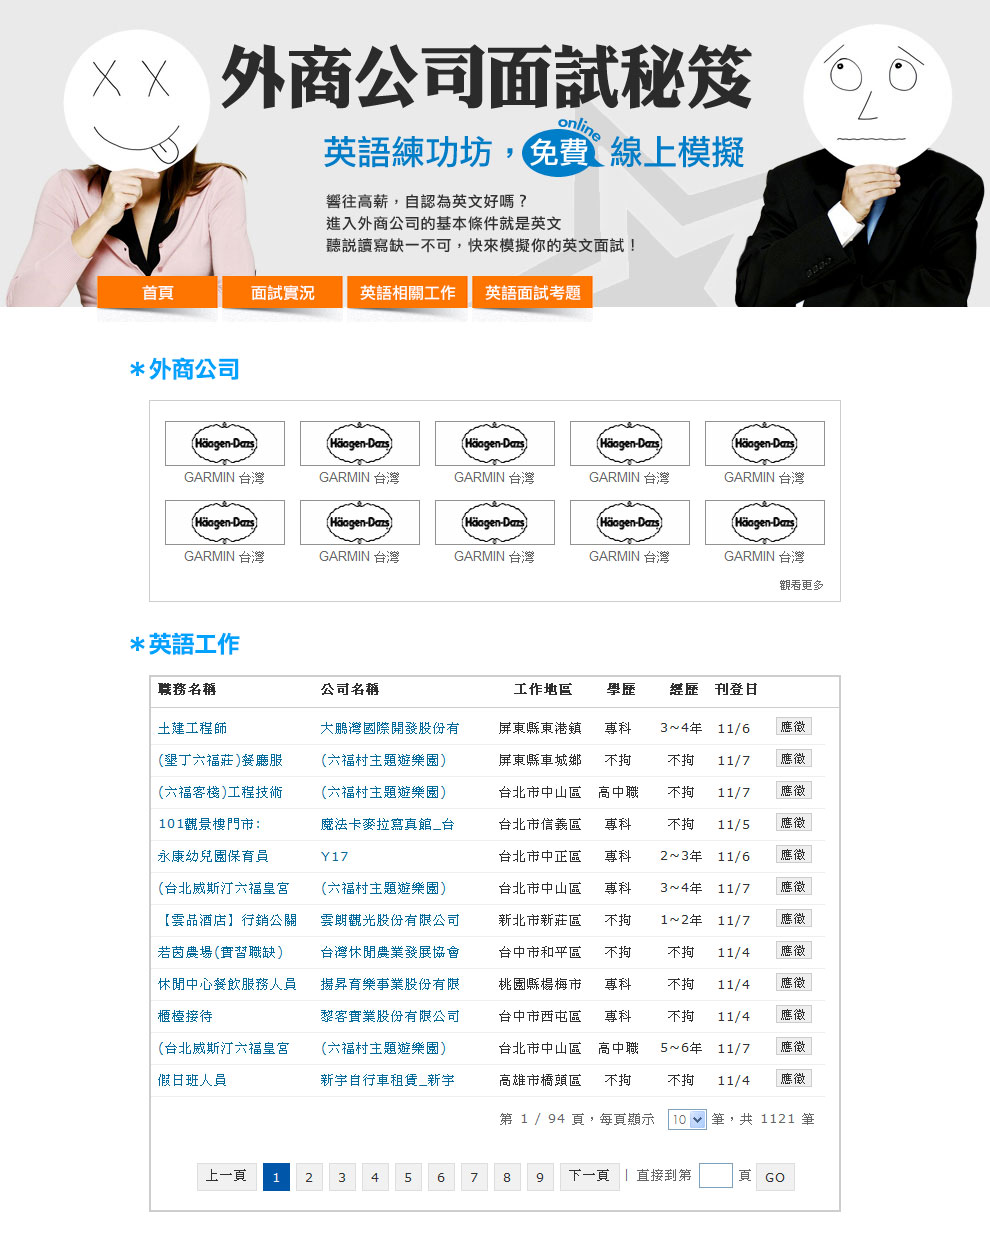 外商公司面試秘笈
英語練功坊，免費 online 線上模擬
響往高薪，自認為英文好嗎？
進入外商公司的基本條件就是英文
聽說讀寫缺一不可，快來模擬你的英文面試！
首頁 面試實況 英語相關工作 英語面試考題
＊外商公司
Häagen-Dazs Häagen-Dazs Häagen-Dazs Häagen-Dazs Häagen-Dazs
GARMIN 台灣 GARMIN 台灣 GARMIN 台灣 GARMIN 台灣 GARMIN 台灣
Häagen-Dazs Häagen-Dazs Häagen-Dazs Häagen-Dazs Häagen-Dazs
GARMIN 台灣 GARMIN 台灣 GARMIN 台灣 GARMIN 台灣 GARMIN 台灣
觀看更多
＊英語工作
職務名稱 公司名稱 工作地區 學歷 經歷 刊登日
土建工程師 大鵬灣國際開發股份有 屏東縣東港鎮 專科 3~4年 11/6 應徵
(墾丁六福莊)餐廳服 (六福村主題遊樂園) 屏東縣車城鄉 不拘 不拘 11/7 應徵
(六福客棧)工程技術 (六福村主題遊樂園) 台北市中山區 高中職 不拘 11/7 應徵
101觀景樓門市: 魔法卡麥拉寫真館_台 台北市信義區 專科 不拘 11/5 應徵
永康幼兒園保育員 Y17 台北市中正區 專科 2~3年 11/6 應徵
(台北威斯汀六福皇宮 (六福村主題遊樂園) 台北市中山區 專科 3~4年 11/7 應徵
【雲品酒店】行銷公關 雲朗觀光股份有限公司 新北市新莊區 不拘 1~2年 11/7 應徵
若茵農場(實習職缺) 台灣休閒農業發展協會 台中市和平區 不拘 不拘 11/4 應徵
休閒中心餐飲服務人員 揚昇育樂事業股份有限 桃園縣楊梅市 專科 不拘 11/4 應徵
櫃檯接待 黎客實業股份有限公司 台中市西屯區 專科 不拘 11/4 應徵
(台北威斯汀六福皇宮 (六福村主題遊樂園) 台北市中山區 高中職 5~6年 11/7 應徵
假日班人員 新宇自行車租賃_新宇 高雄市橋頭區 不拘 不拘 11/4 應徵
第 1 / 94 頁，每頁顯示 10 筆，共 1121 筆
上一頁 1 2 3 4 5 6 7 8 9 下一頁 | 直接到第 頁 GO